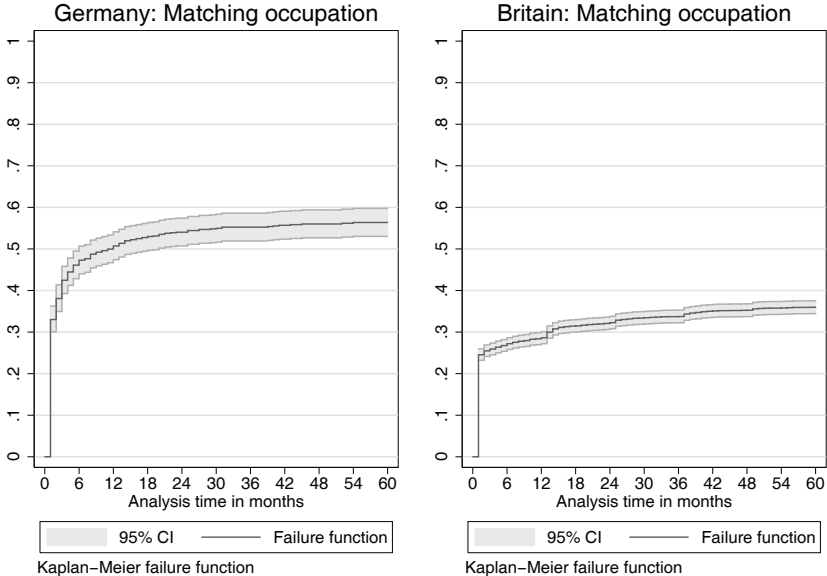 Germany: Matching occupation
1
.9
.8
.7
.6
.5
.4
.3
.2
.1
0
0 6 12 18 24 30 36 42 48 54 60
Analysis time in months
95% CI Failure function
Kaplan−Meier failure function
Britain: Matching occupation
1
.9
.8
.7
.6
.5
.4
.3
.2
.1
0
0 6 12 18 24 30 36 42 48 54 60
Analysis time in months
95% CI Failure function
Kaplan−Meier failure function